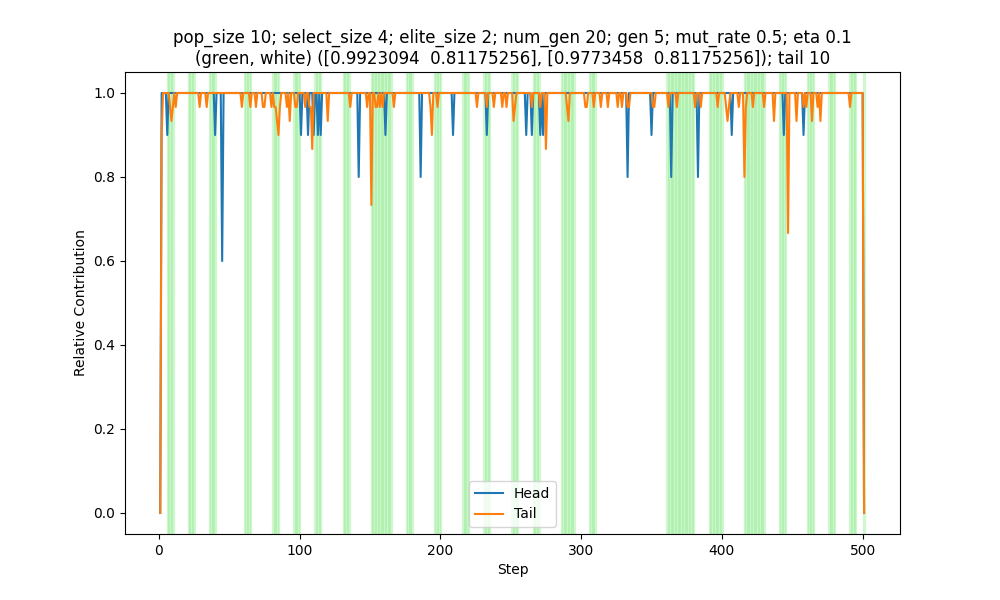 pop_size 10; select_size 4; elite_size 2; num_gen 20; gen 5; mut_rate 0.5; eta 0.1
(green, white) ([0.9923094  0.81175256], [0.9773458  0.81175256]); tail 10
1.0
0.8
0.6
0.4
0.2
0.0
Relative Contribution
Head
Tail
0
100
200
300
400
500
Step